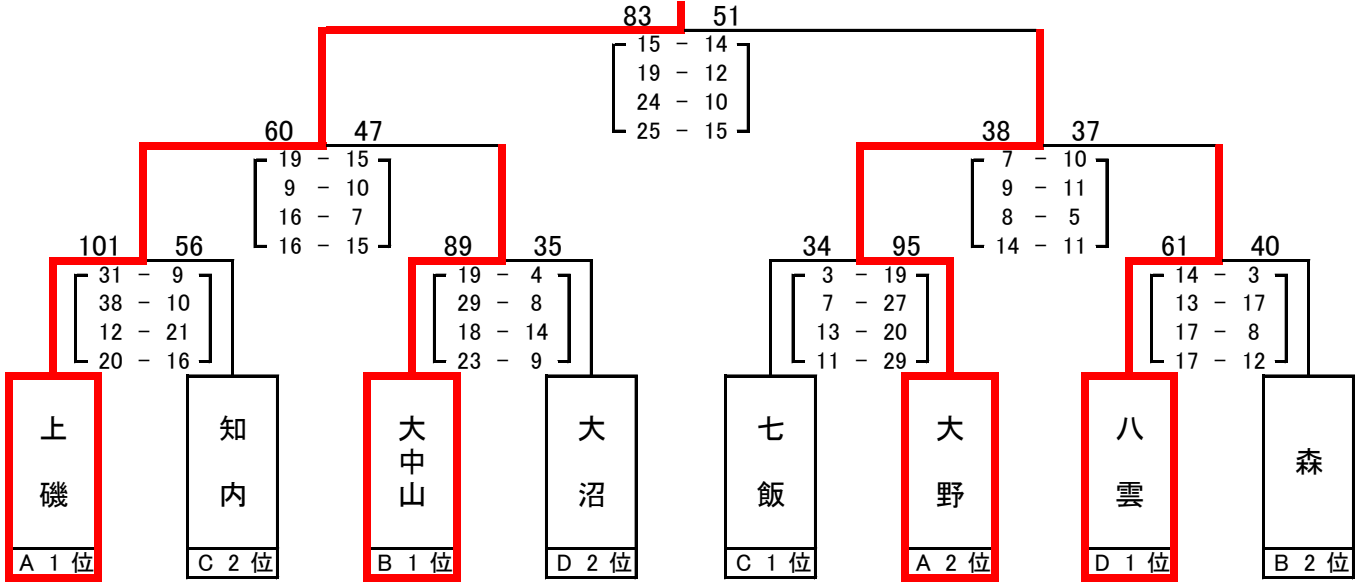 83 51
15 - 14
19 - 12
24 - 10
25 - 15
60 47
19 - 15
9 - 10
16 - 7
16 - 15
38 37
7 - 10
9 - 11
8 - 5
14 - 11
101 56
31 - 9
38 - 10
12 - 21
20 - 16
89 35
19 - 4
29 - 8
18 - 14
23 - 9
34 95
3 - 19
7 - 27
13 - 20
11 - 29
61 40
14 - 3
13 - 17
17 - 8
17 - 12
上磯
A 1 位
知内
C 2 位
大中山
B 1 位
大沼
D 2 位
七飯
C 1 位
大野
A 2 位
八雲
D 1 位
森
B 2 位